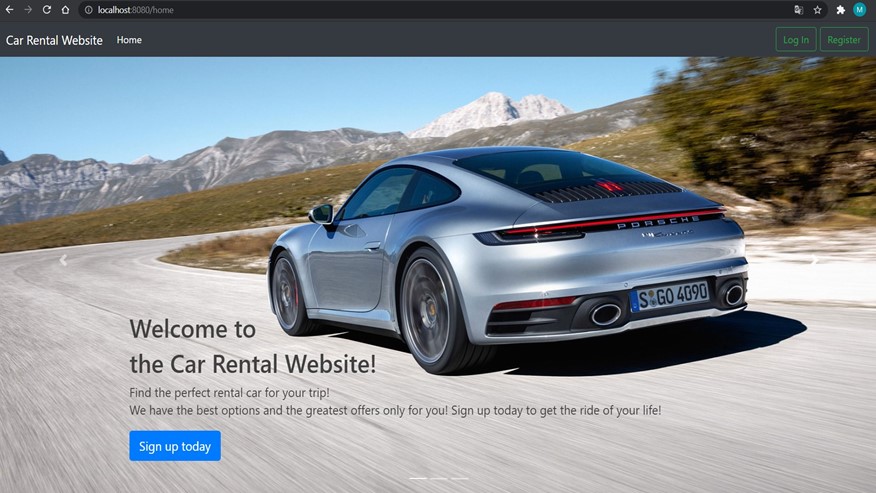 localhost:8080/home
M
Car Rental Website
Home
Log In
Register
PORSCHE
S GO 4090
Welcome to
the Car Rental Website!
Find the perfect rental car for your trip!
We have the best options and the greatest offers only for you! Sign up today to get the ride of your life!
Sign up today